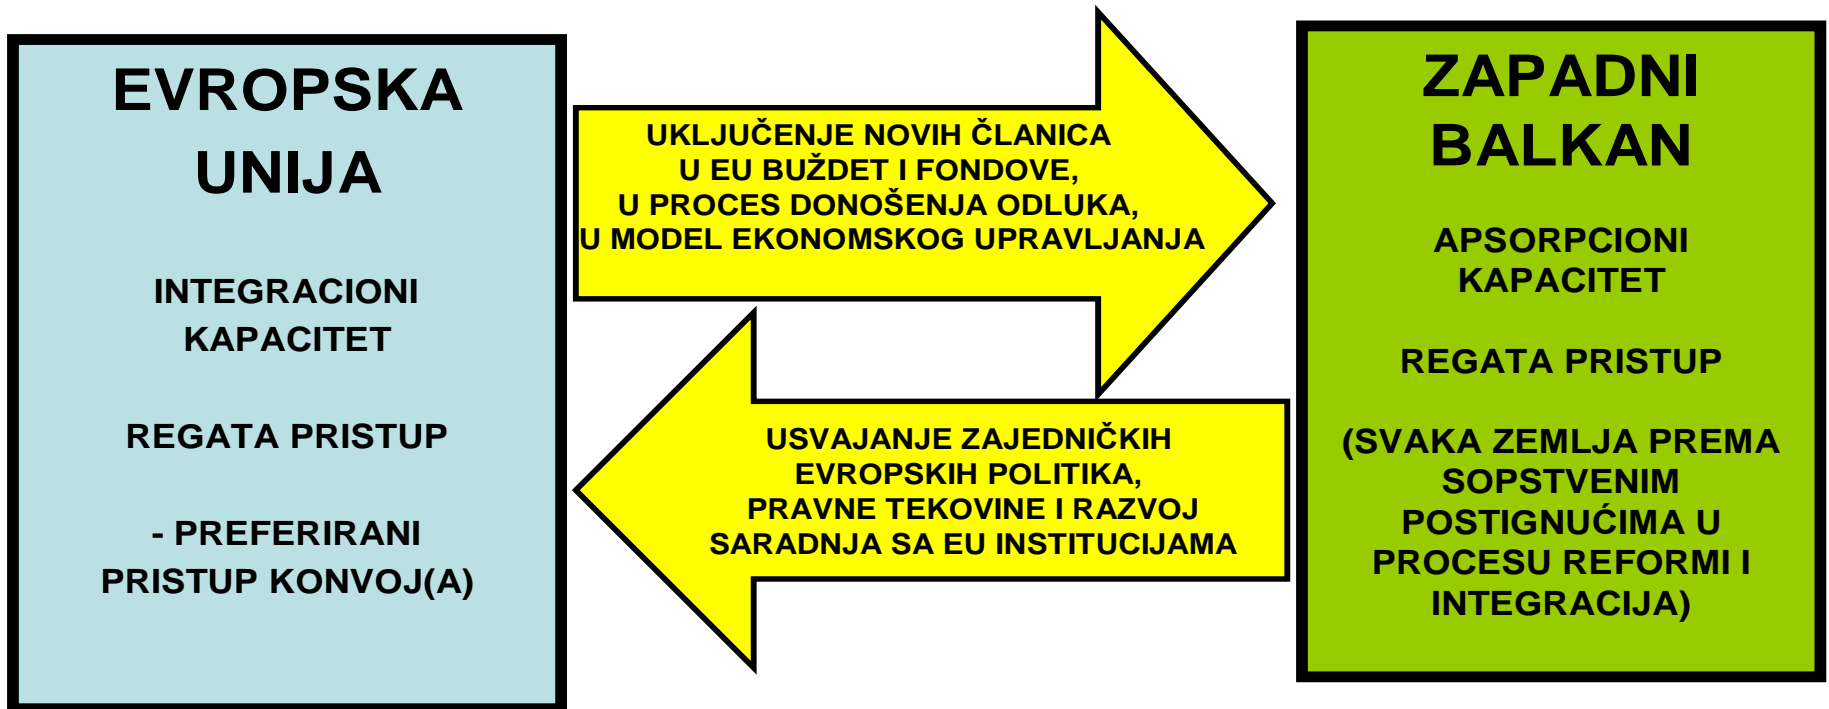 EVROPSKA
UNIJA
INTEGRACIONI
KAPACITET
REGATA PRISTUP
- PREFERIRANI
PRISTUP KONVOJ(A)
UKLJUČENJE NOVIH ČLANICA
U EU BUŽDET I FONDOVE,
U PROCES DONOŠENJA ODLUKA,
U MODEL EKONOMSKOG UPRAVLJANJA
USVAJANJE ZAJEDNIČKIH
EVROPSKIH POLITIKA,
PRAVNE TEKOVINE I RAZVOJ
SARADNJA SA EU INSTITUCIJAMA
ZAPADNI
BALKAN
APSORPCIONI
KAPACITET
REGATA PRISTUP
(SVAKA ZEMLJA PREMA
SOPSTVENIM
POSTIGNUĆIMA U
PROCESU REFORMI I
INTEGRACIJA)